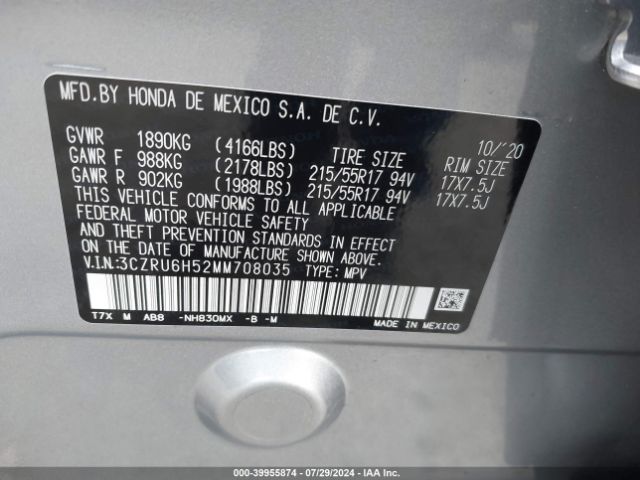 MFD.BY HONDA DE MEXICO S.A. DE C.V.
10/'20
GVWR 1890KG (4166LBS) TIRE SIZE RIM SIZE
GAWR F 988KG (2178LBS) 215/55R17 94V 17X7.5J
GAWR R 902KG (1988LBS) 215/55R17 94V 17X7.5J
THIS VEHICLE CONFORMS TO ALL APPLICABLE
FEDERAL MOTOR VEHICLE SAFETY
AND THEFT PREVENTION STANDARDS IN EFFECT
ON THE DATE OF MANUFACTURE SHOWN ABOVE.
V.I.N:3CZRU6H52MM708035 TYPE: MPV
T7X M AB8 -NH830MX -B -M
MADE IN MEXICO
000-39955874 | 07/29/2024 - IAA Inc.